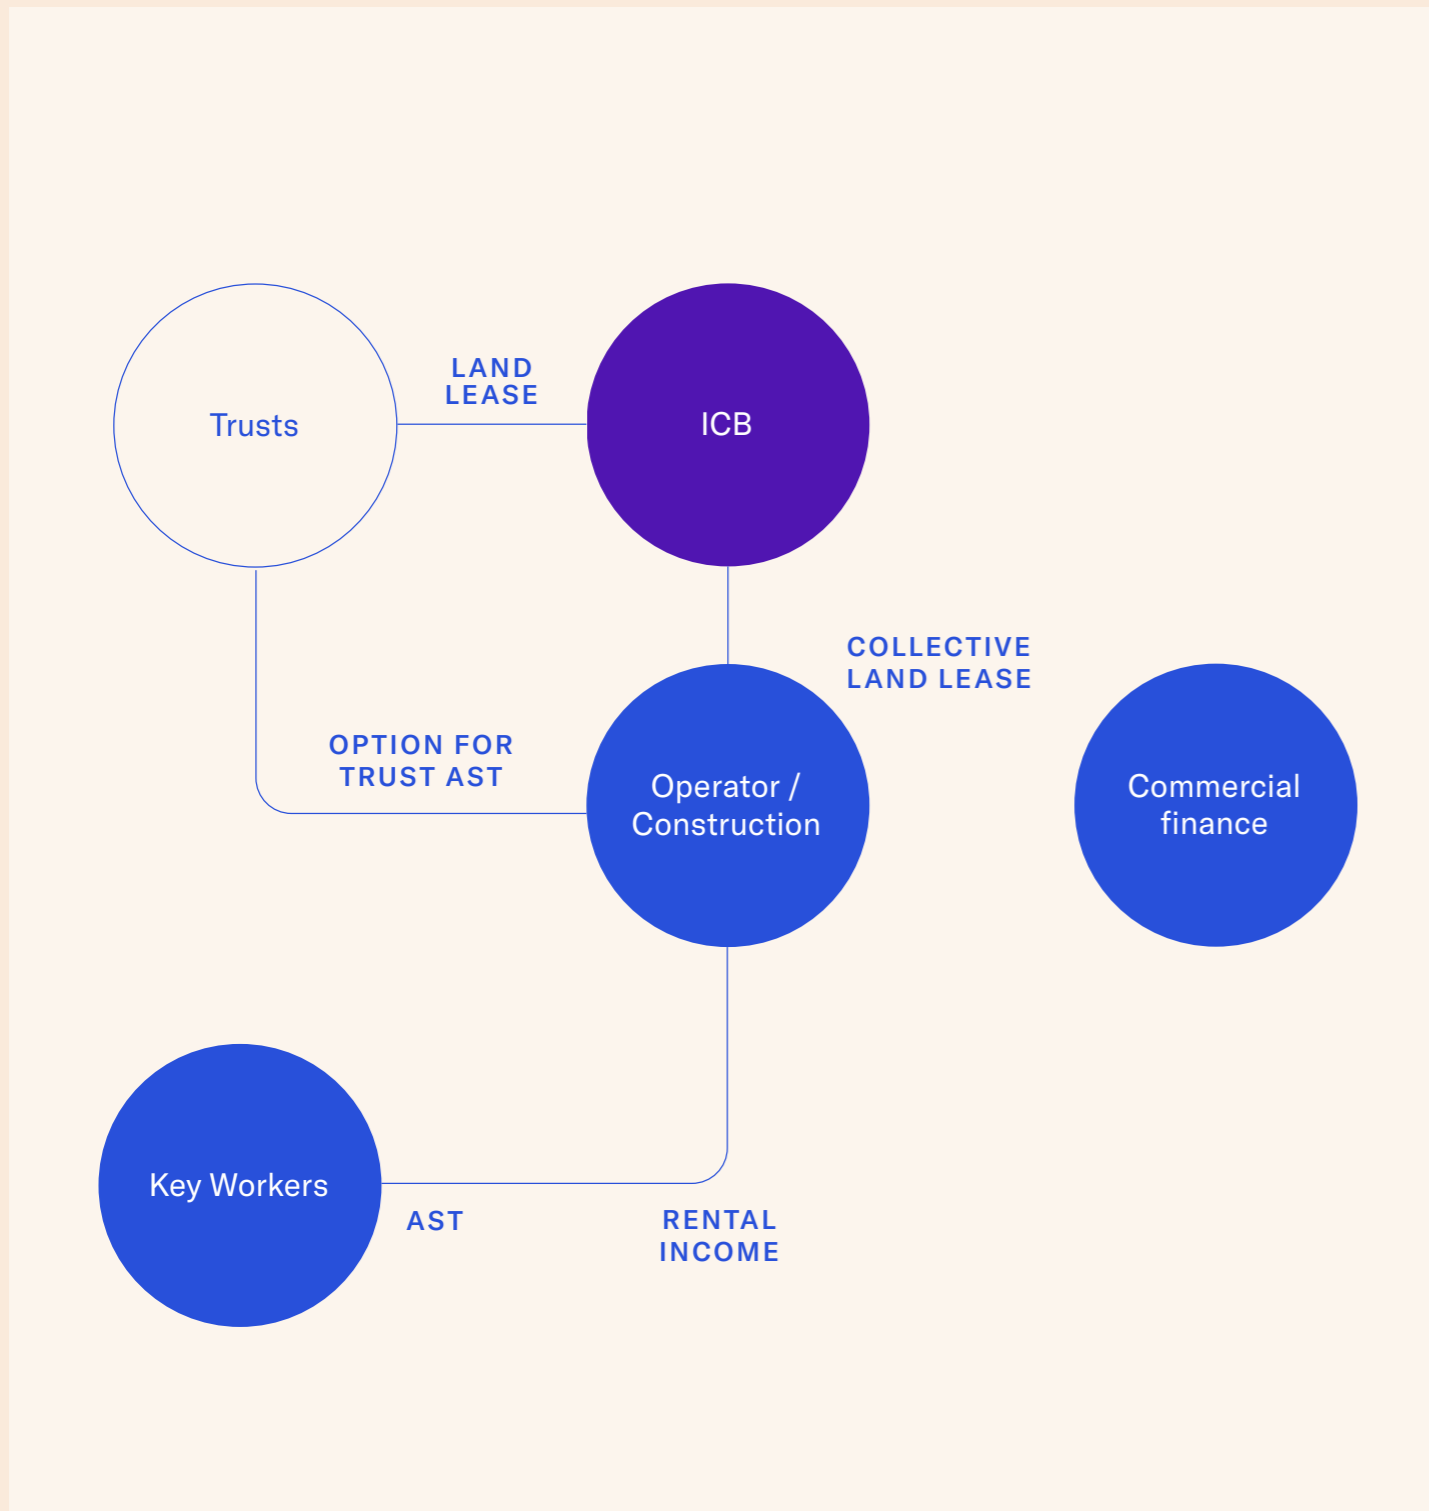 LAND
LEASE
Trusts
ICB
COLLECTIVE
LAND LEASE
OPTION FOR
TRUST AST
Operator /
Construction
Commercial
finance
Key Workers
AST
RENTAL
INCOME